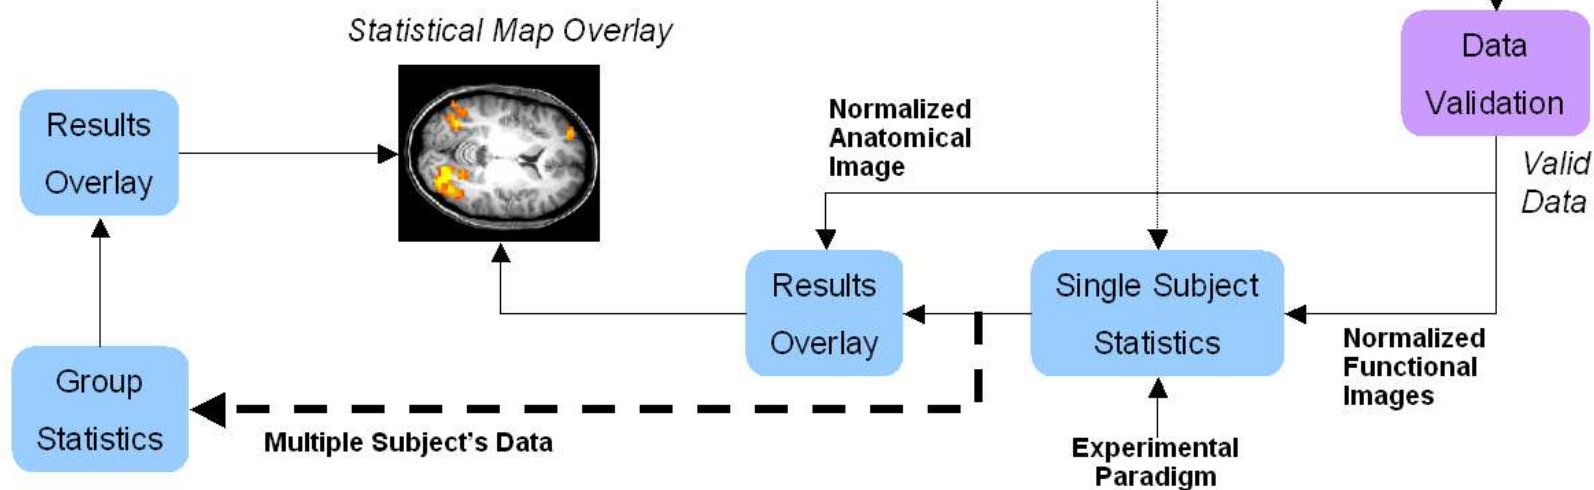 Statistical Map Overlay
Data
Validation
Results
Overlay
Normalized
Anatomical
Image
Valid
Data
Results
Overlay
Single Subject
Statistics
Normalized
Functional
Images
Group
Statistics
Multiple Subject's Data
Experimental
Paradigm